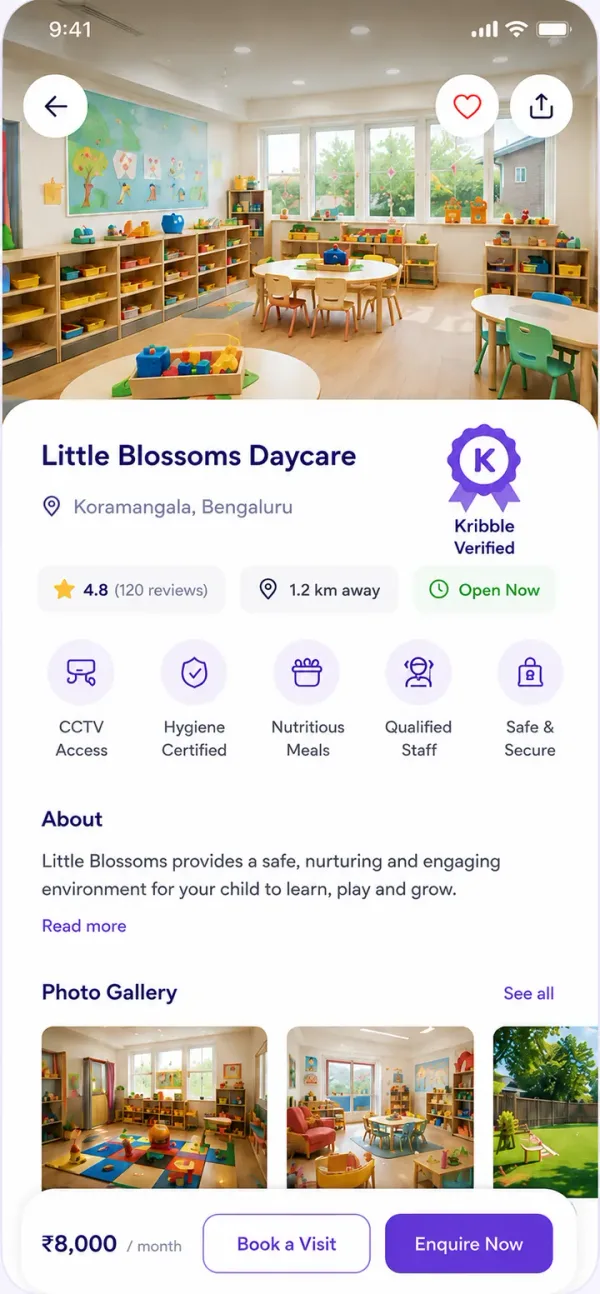 9:41
Little Blossoms Daycare
Koramangala, Bengaluru
K
Kribble
Verified
4.8 (120 reviews)
1.2 km away
Open Now
CCTV
Access
Hygiene
Certified
Nutritious
Meals
Qualified
Staff
Safe &
Secure
About
Little Blossoms provides a safe, nurturing and engaging
environment for your child to learn, play and grow.
Read more
Photo Gallery
See all
₹8,000 / month
Book a Visit
Enquire Now